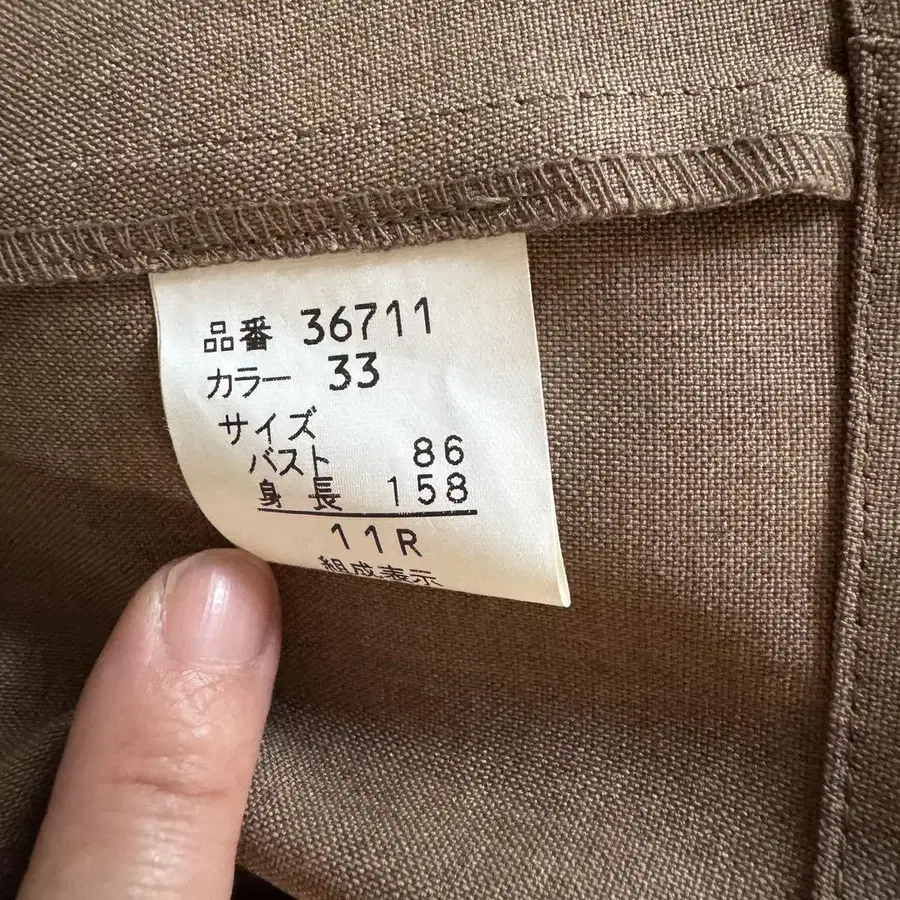 品番 36711
カラー 33
サイズ
バスト 86
身長 158
11R
組成表示